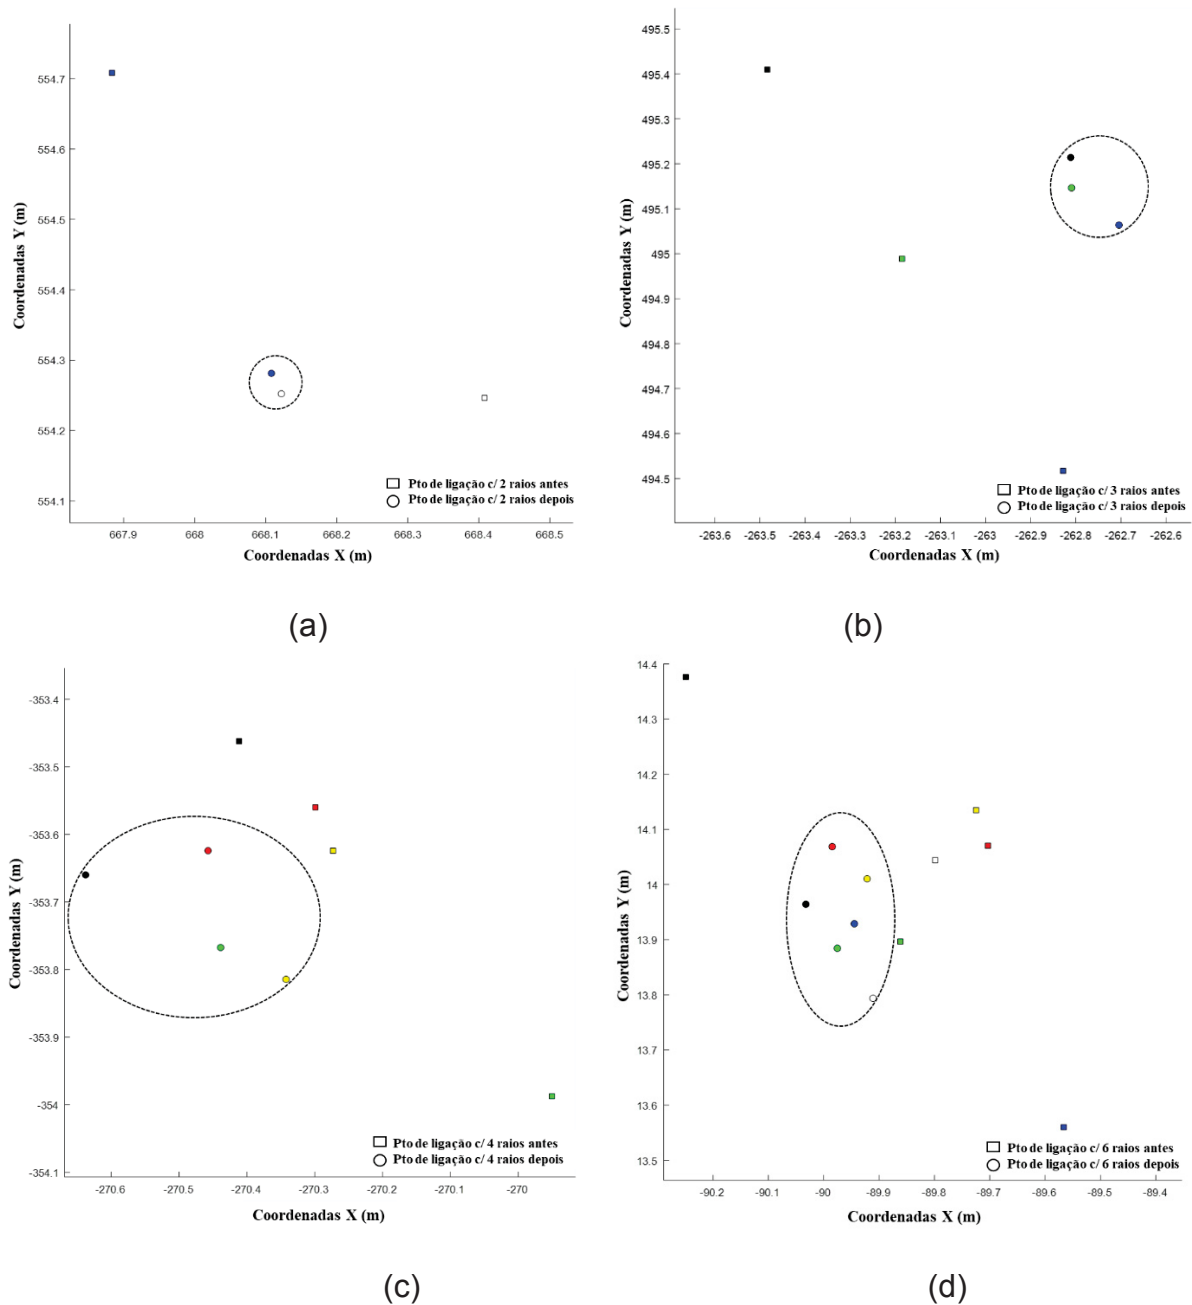 554.7
554.6
554.5
554.4
554.3
554.2
554.1
Coordenadas Y (m)
667.9 668 668.1 668.2 668.3 668.4 668.5
Coordenadas X (m)
Pto de ligação c/ 2 raios antes
Pto de ligação c/ 2 raios depois
(a)
495.5
495.4
495.3
495.2
495.1
495
494.9
494.8
494.7
494.6
494.5
Coordenadas Y (m)
-263.6 -263.5 -263.4 -263.3 -263.2 -263.1 -263 -262.9 -262.8 -262.7 -262.6
Coordenadas X (m)
Pto de ligação c/ 3 raios antes
Pto de ligação c/ 3 raios depois
(b)
-353.4
-353.5
-353.6
-353.7
-353.8
-353.9
-354
-354.1
Coordenadas Y (m)
-270.6 -270.5 -270.4 -270.3 -270.2 -270.1 -270
Coordenadas X (m)
Pto de ligação c/ 4 raios antes
Pto de ligação c/ 4 raios depois
(c)
14.4
14.3
14.2
14.1
14
13.9
13.8
13.7
13.6
13.5
Coordenadas Y (m)
-90.2 -90.1 -90 -89.9 -89.8 -89.7 -89.6 -89.5 -89.4
Coordenadas X (m)
Pto de ligação c/ 6 raios antes
Pto de ligação c/ 6 raios depois
(d)